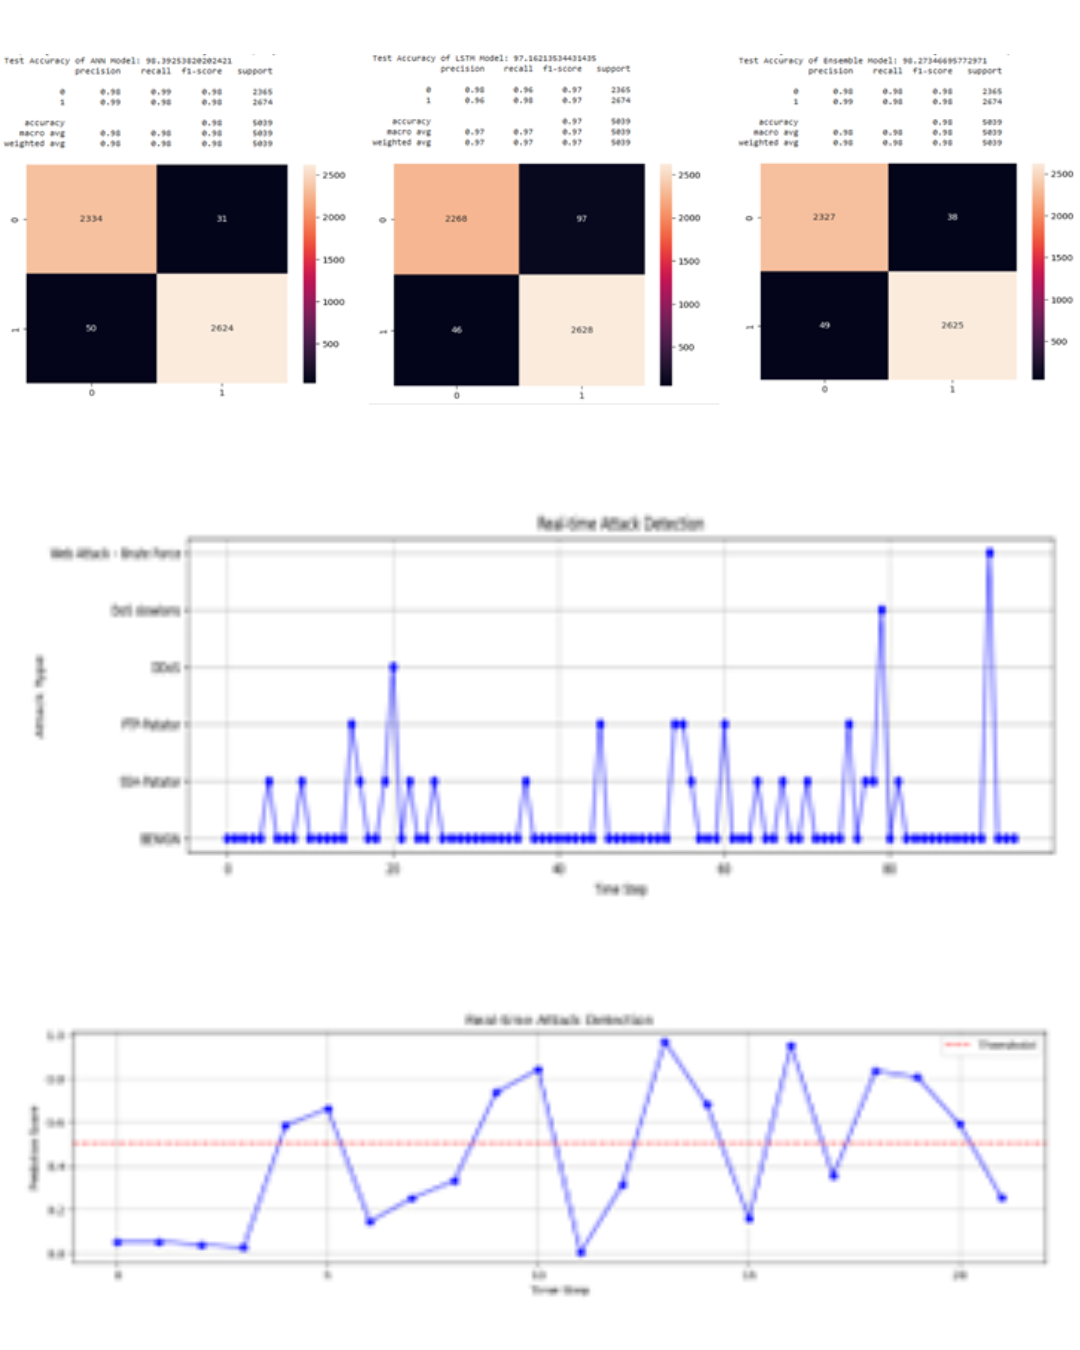 Test Accuracy of ANN Model: 98.39253820202421
precision recall f1-score support
0 0.98 0.99 0.98 2365
1 0.99 0.98 0.98 2674
accuracy 0.98 5039
macro avg 0.98 0.98 0.98 5039
weighted avg 0.98 0.98 0.98 5039
2334 31
50 2624
0
1
0 1
2500
2000
1500
1000
500
Test Accuracy of LSTM Model: 97.16213534431435
precision recall f1-score support
0 0.98 0.96 0.97 2365
1 0.96 0.98 0.97 2674
accuracy 0.97 5039
macro avg 0.97 0.97 0.97 5039
weighted avg 0.97 0.97 0.97 5039
2268 97
46 2628
0
1
0 1
2500
2000
1500
1000
500
Test Accuracy of Ensemble Model: 98.27346695772971
precision recall f1-score support
0 0.98 0.98 0.98 2365
1 0.99 0.98 0.98 2674
accuracy 0.98 5039
macro avg 0.98 0.98 0.98 5039
weighted avg 0.98 0.98 0.98 5039
2327 38
49 2625
0
1
0 1
2500
2000
1500
1000
500
Real-time Attack Detection
Web Attack - Brute Force
DoS slowloris
DDoS
FTP-Patator
SSH-Patator
BENIGN
Attack Type
0 20 40 60 80
Time Step
Real-time Attack Detection
1.0
0.8
0.6
0.4
0.2
0.0
Prediction Score
Threshold
0 5 10 15 20
Time Step